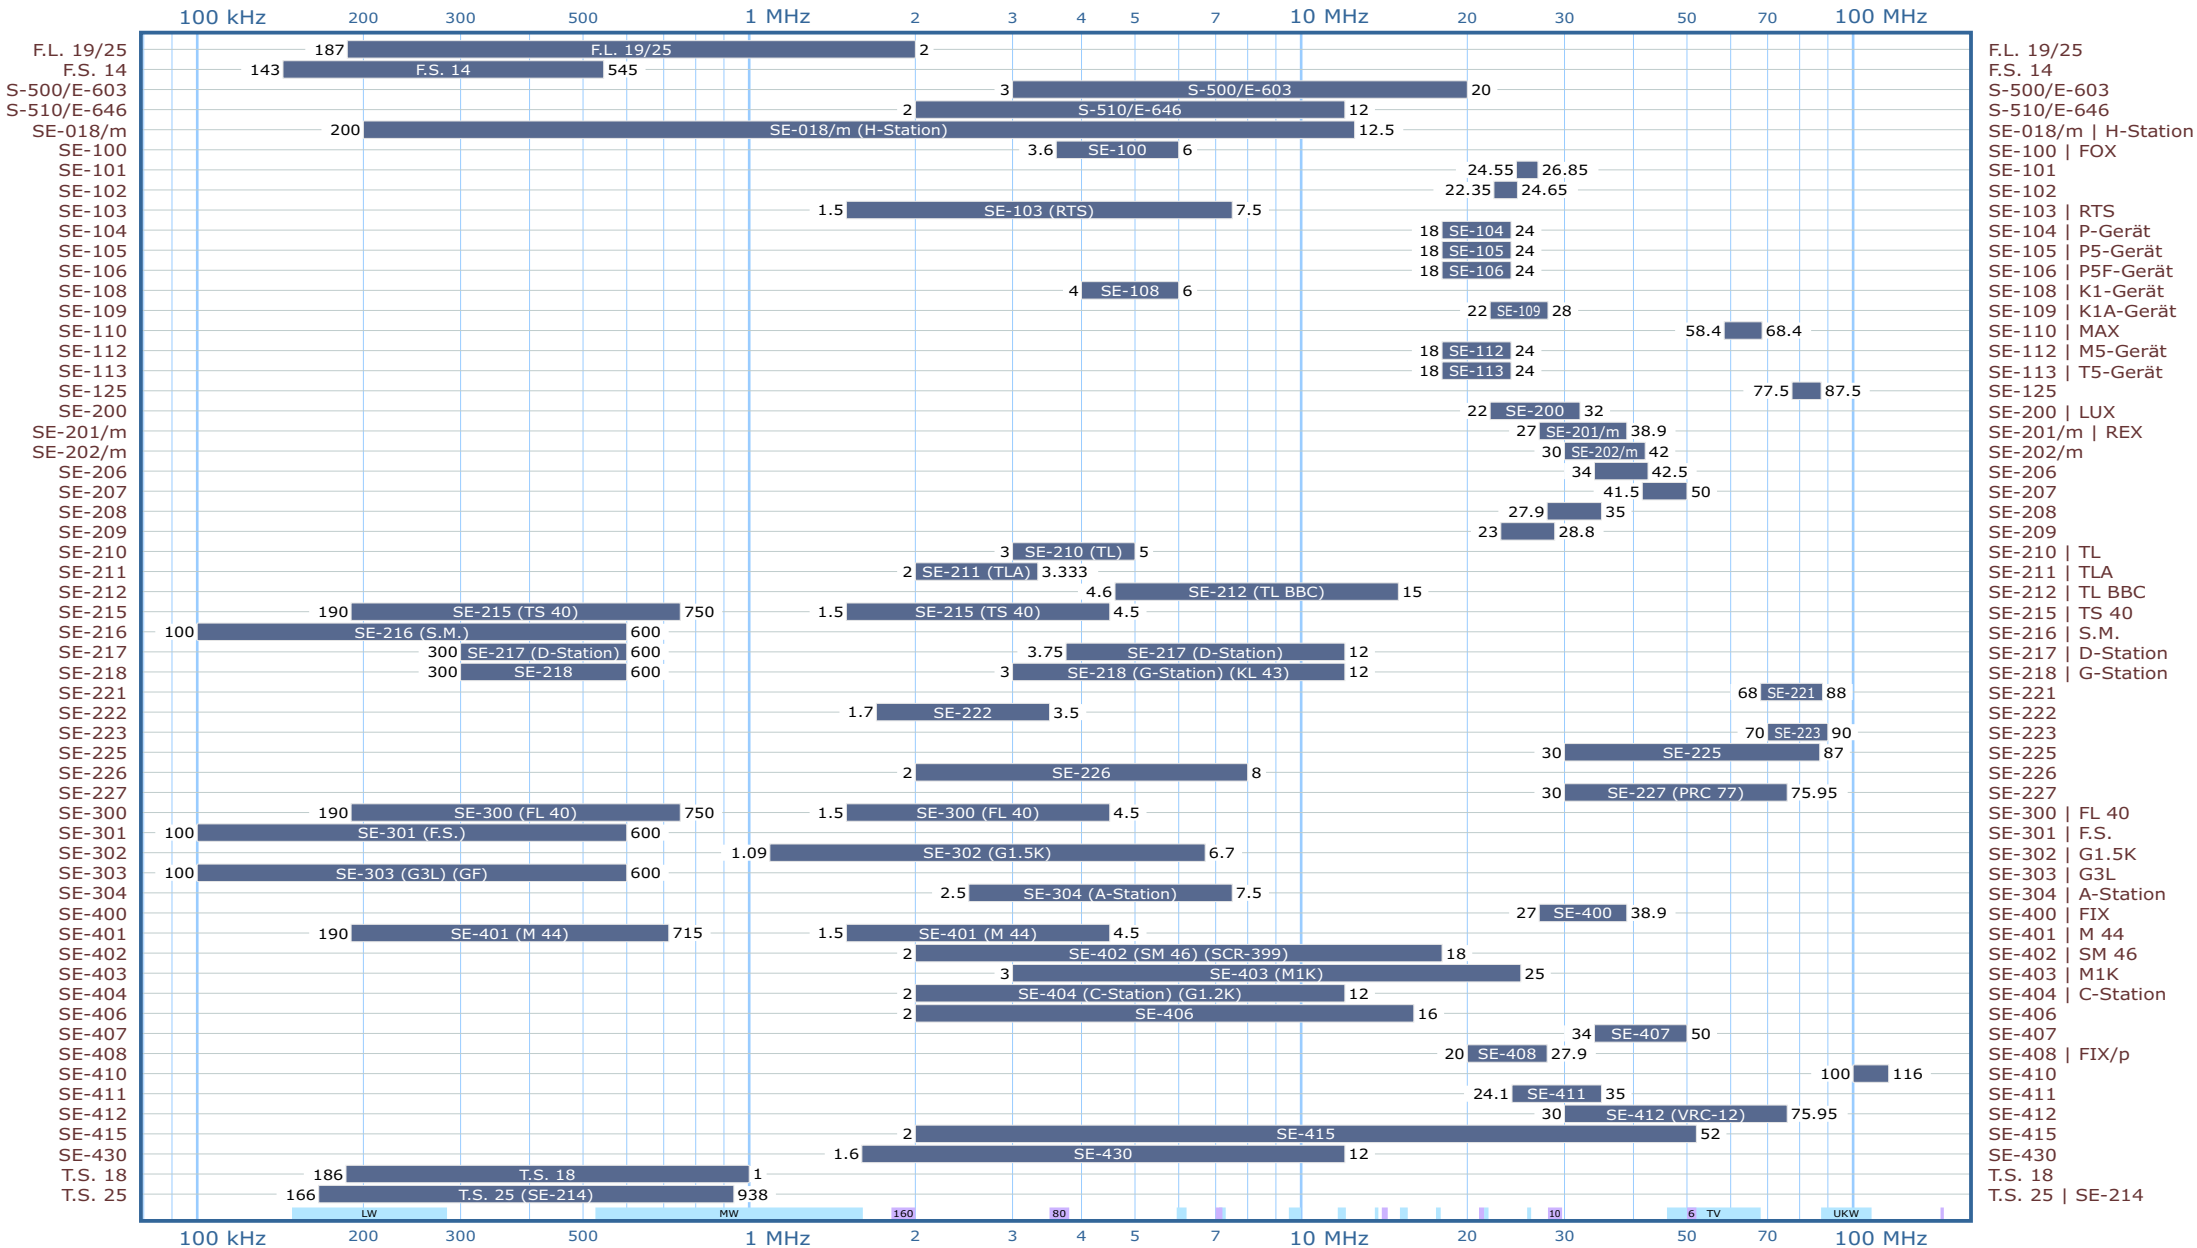 100 kHz 200 300 500 1 MHz 2 3 4 5 7 10 MHz 20 30 50 70 100 MHz
F.L. 19/25 187 F.L. 19/25 2 F.L. 19/25
F.S. 14 143 F.S. 14 545 F.S. 14
S-500/E-603 3 S-500/E-603 20 S-500/E-603
S-510/E-646 2 S-510/E-646 12 S-510/E-646
SE-018/m 200 SE-018/m (H-Station) 12.5 SE-018/m | H-Station
SE-100 3.6 SE-100 6 SE-100 | FOX
SE-101 24.55 26.85 SE-101
SE-102 22.35 24.65 SE-102
SE-103 1.5 SE-103 (RTS) 7.5 SE-103 | RTS
SE-104 18 SE-104 24 SE-104 | P-Gerät
SE-105 18 SE-105 24 SE-105 | P5-Gerät
SE-106 18 SE-106 24 SE-106 | P5F-Gerät
SE-108 4 SE-108 6 SE-108 | K1-Gerät
SE-109 22 SE-109 28 SE-109 | K1A-Gerät
SE-110 58.4 68.4 SE-110 | MAX
SE-112 18 SE-112 24 SE-112 | M5-Gerät
SE-113 18 SE-113 24 SE-113 | T5-Gerät
SE-125 77.5 87.5 SE-125
SE-200 22 SE-200 32 SE-200 | LUX
SE-201/m 27 SE-201/m 38.9 SE-201/m | REX
SE-202/m 30 SE-202/m 42 SE-202/m
SE-206 34 42.5 SE-206
SE-207 41.5 50 SE-207
SE-208 27.9 35 SE-208
SE-209 23 28.8 SE-209
SE-210 3 SE-210 (TL) 5 SE-210 | TL
SE-211 2 SE-211 (TLA) 3.333 SE-211 | TLA
SE-212 4.6 SE-212 (TL BBC) 15 SE-212 | TL BBC
SE-215 190 SE-215 (TS 40) 750 1.5 SE-215 (TS 40) 4.5 SE-215 | TS 40
SE-216 100 SE-216 (S.M.) 600 SE-216 | S.M.
SE-217 300 SE-217 (D-Station) 600 3.75 SE-217 (D-Station) 12 SE-217 | D-Station
SE-218 300 SE-218 600 3 SE-218 (G-Station) (KL 43) 12 SE-218 | G-Station
SE-221 68 SE-221 88 SE-221
SE-222 1.7 SE-222 3.5 SE-222
SE-223 70 SE-223 90 SE-223
SE-225 30 SE-225 87 SE-225
SE-226 2 SE-226 8 SE-226
SE-227 30 SE-227 (PRC 77) 75.95 SE-227
SE-300 190 SE-300 (FL 40) 750 1.5 SE-300 (FL 40) 4.5 SE-300 | FL 40
SE-301 100 SE-301 (F.S.) 600 SE-301 | F.S.
SE-302 1.09 SE-302 (G1.5K) 6.7 SE-302 | G1.5K
SE-303 100 SE-303 (G3L) (GF) 600 SE-303 | G3L
SE-304 2.5 SE-304 (A-Station) 7.5 SE-304 | A-Station
SE-400 27 SE-400 38.9 SE-400 | FIX
SE-401 190 SE-401 (M 44) 715 1.5 SE-401 (M 44) 4.5 SE-401 | M 44
SE-402 2 SE-402 (SM 46) (SCR-399) 18 SE-402 | SM 46
SE-403 3 SE-403 (M1K) 25 SE-403 | M1K
SE-404 2 SE-404 (C-Station) (G1.2K) 12 SE-404 | C-Station
SE-406 2 SE-406 16 SE-406
SE-407 34 SE-407 50 SE-407
SE-408 20 SE-408 27.9 SE-408 | FIX/p
SE-410 100 116 SE-410
SE-411 24.1 SE-411 35 SE-411
SE-412 30 SE-412 (VRC-12) 75.95 SE-412
SE-415 2 SE-415 52 SE-415
SE-430 1.6 SE-430 12 SE-430
T.S. 18 186 T.S. 18 1 T.S. 18
T.S. 25 166 T.S. 25 (SE-214) 938 T.S. 25 | SE-214
LW MW 160 80 10 6 TV UKW
100 kHz 200 300 500 1 MHz 2 3 4 5 7 10 MHz 20 30 50 70 100 MHz